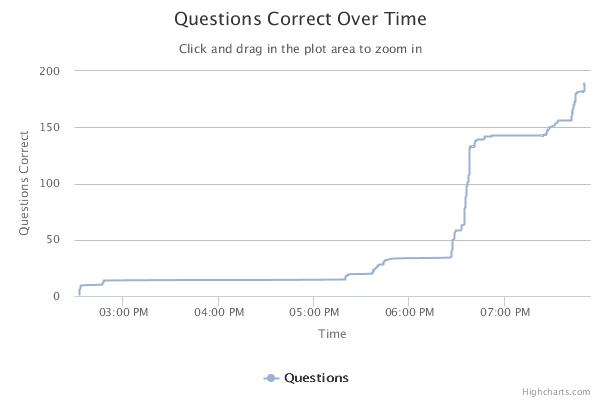 Questions Correct Over Time
Click and drag in the plot area to zoom in
Questions Correct
200
150
100
50
0
03:00 PM 04:00 PM 05:00 PM 06:00 PM 07:00 PM
Time
Questions
Highcharts.com